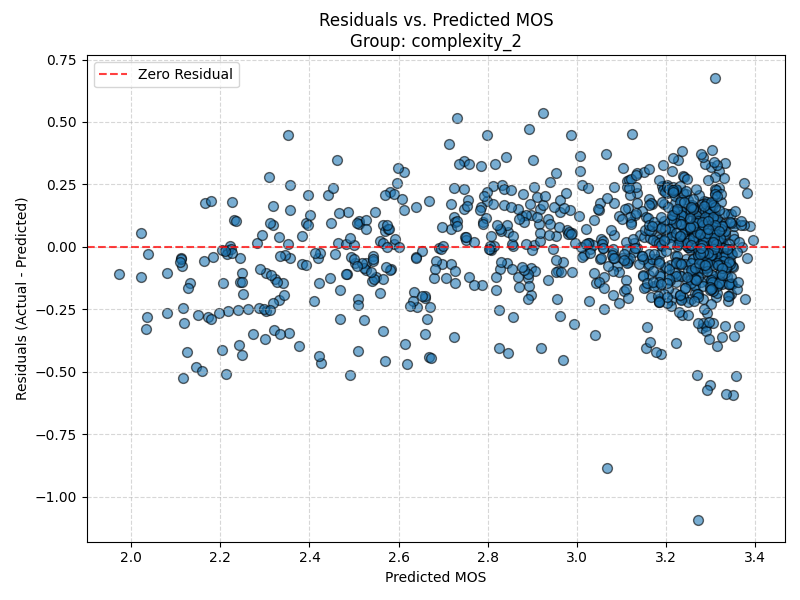 Residuals vs. Predicted MOS
Group: complexity_2
Zero Residual
Residuals (Actual - Predicted)
0.75
0.50
0.25
0.00
−0.25
−0.50
−0.75
−1.00
2.0 2.2 2.4 2.6 2.8 3.0 3.2 3.4
Predicted MOS